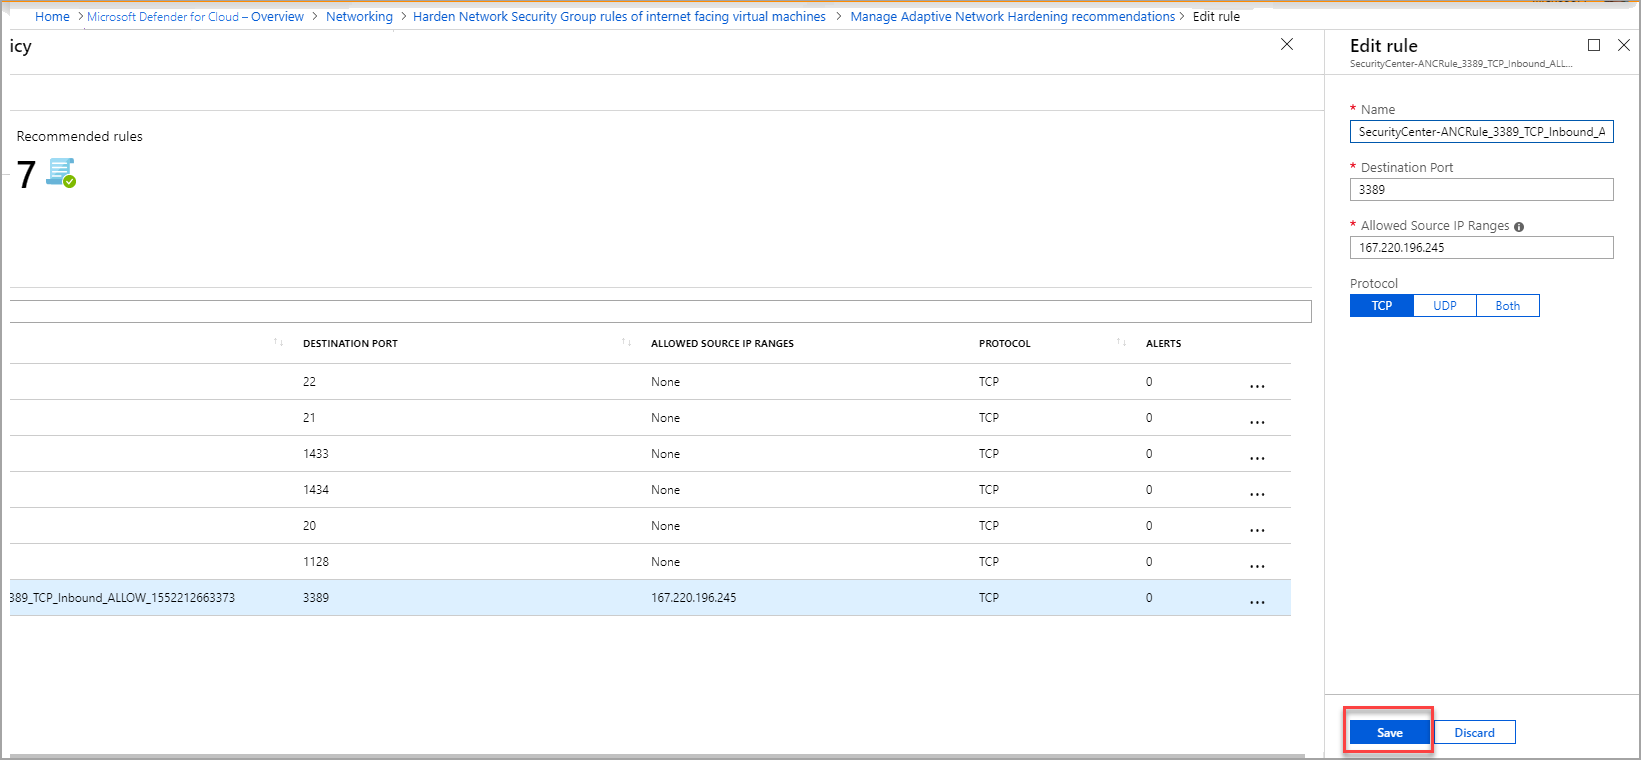 Home > Microsoft Defender for Cloud – Overview > Networking > Harden Network Security Group rules of internet facing virtual machines > Manage Adaptive Network Hardening recommendations > Edit rule
icy
Recommended rules
7
DESTINATION PORT ALLOWED SOURCE IP RANGES PROTOCOL ALERTS
22 None TCP 0 ...
21 None TCP 0 ...
1433 None TCP 0 ...
1434 None TCP 0 ...
20 None TCP 0 ...
1128 None TCP 0 ...
389_TCP_Inbound_ALLOW_1552212663373 3389 167.220.196.245 TCP 0 ...
Edit rule
SecurityCenter-ANCRule_3389_TCP_Inbound_ALL...
* Name
SecurityCenter-ANCRule_3389_TCP_Inbound_A
* Destination Port
3389
* Allowed Source IP Ranges
167.220.196.245
Protocol
TCP UDP Both
Save Discard